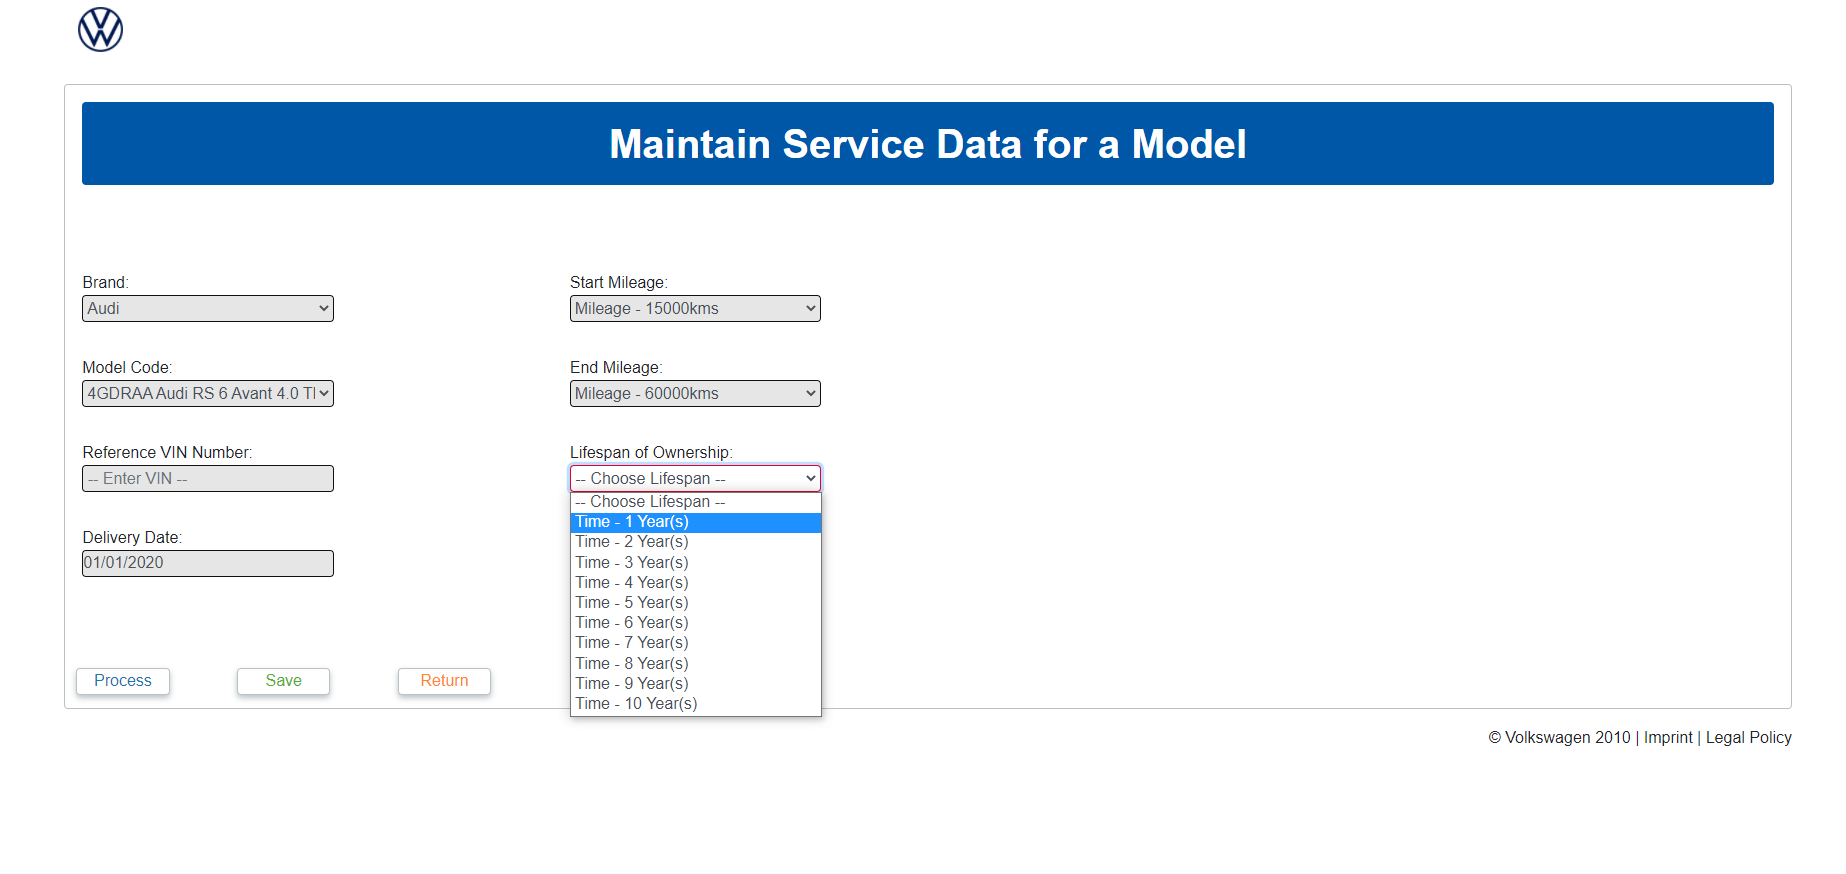 Maintain Service Data for a Model
Brand:
Audi
Model Code:
4GDRAA Audi RS 6 Avant 4.0 
Reference VIN Number:
-- Enter VIN --
Delivery Date:
01/01/2020
Start Mileage:
Mileage - 15000kms
End Mileage:
Mileage - 60000kms
Lifespan of Ownership:
-- Choose Lifespan --
-- Choose Lifespan --
Time - 1 Year(s)
Time - 2 Year(s)
Time - 3 Year(s)
Time - 4 Year(s)
Time - 5 Year(s)
Time - 6 Year(s)
Time - 7 Year(s)
Time - 8 Year(s)
Time - 9 Year(s)
Time - 10 Year(s)
Process
Save
Return
© Volkswagen 2010 | Imprint | Legal Policy